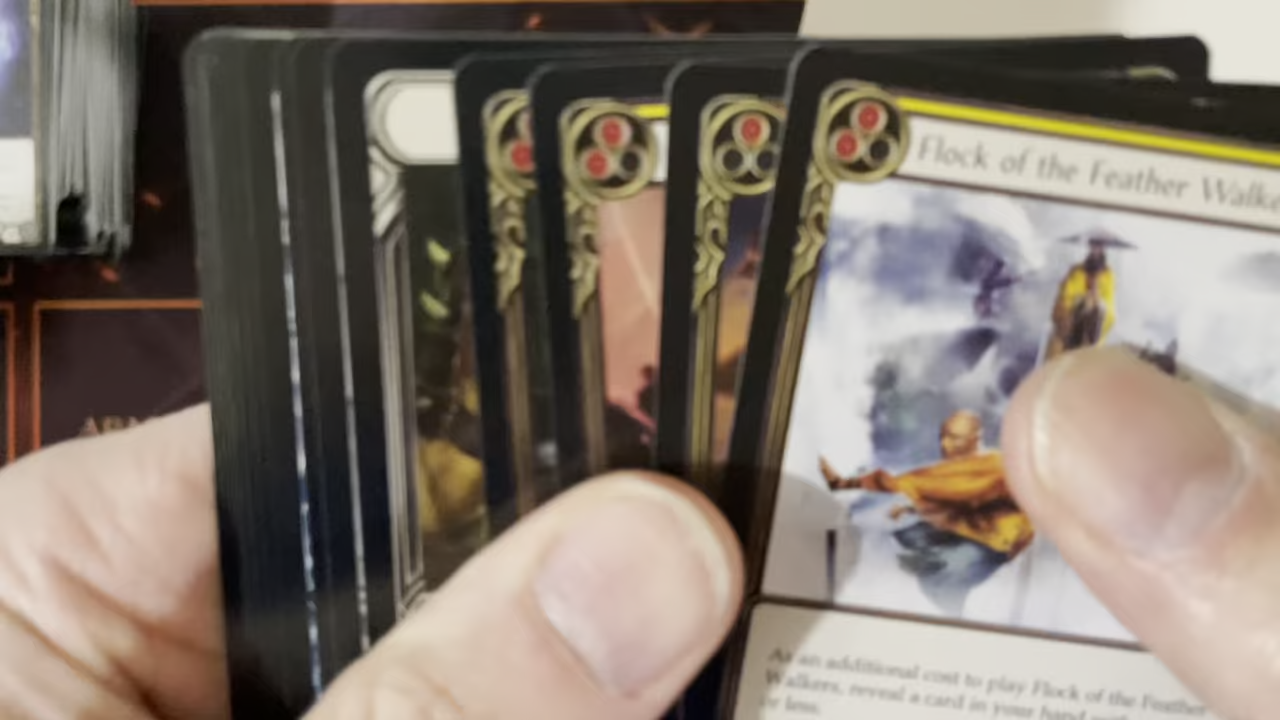 Flock of the Feather Walke
As an additional cost to play Flock of the Feather
Walkers, reveal a card in your hand
or less.